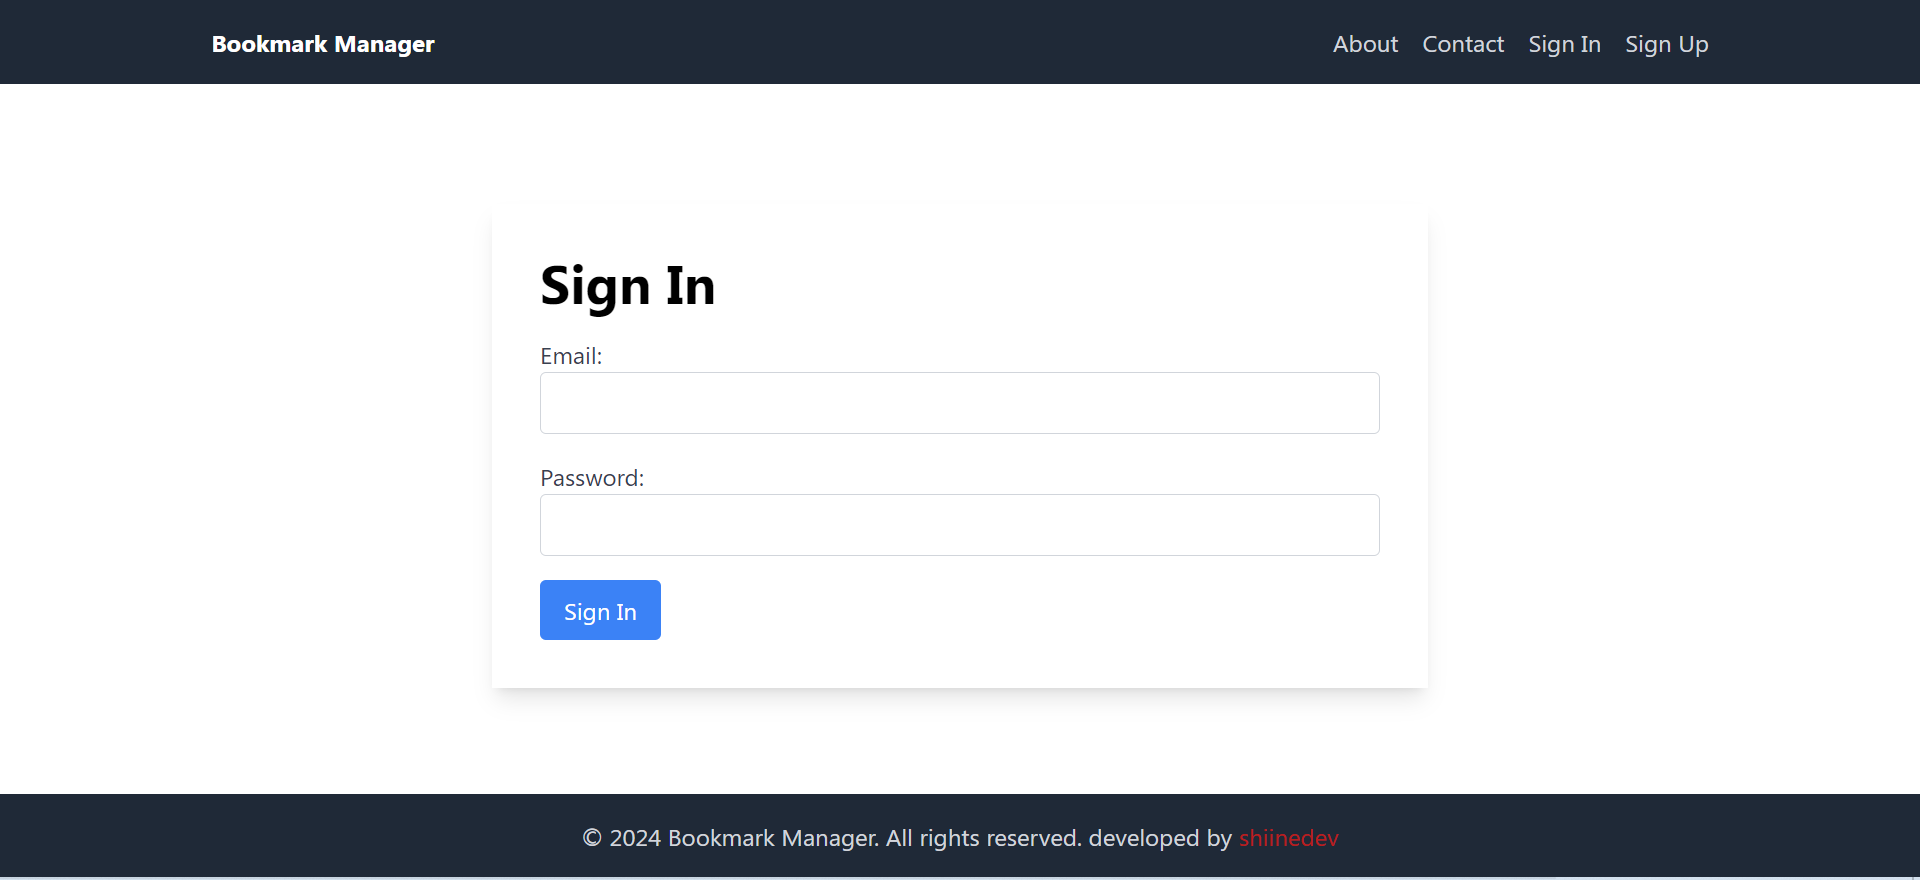 Bookmark Manager
About Contact Sign In Sign Up
Sign In
Email:
Password:
Sign In
© 2024 Bookmark Manager. All rights reserved. developed by shiinedev